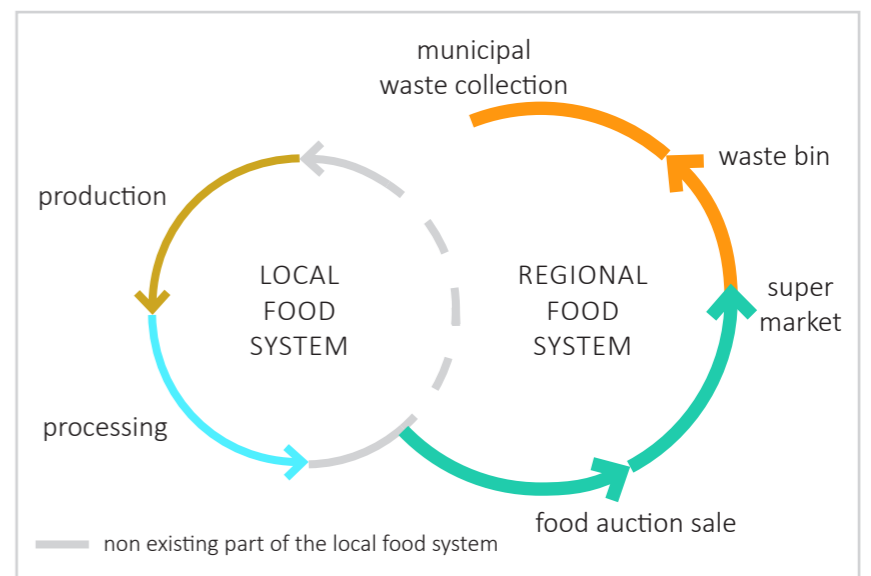 municipal
waste collection
waste bin
production
LOCAL
FOOD
SYSTEM
REGIONAL
FOOD
SYSTEM
super
market
processing
food auction sale
non existing part of the local food system